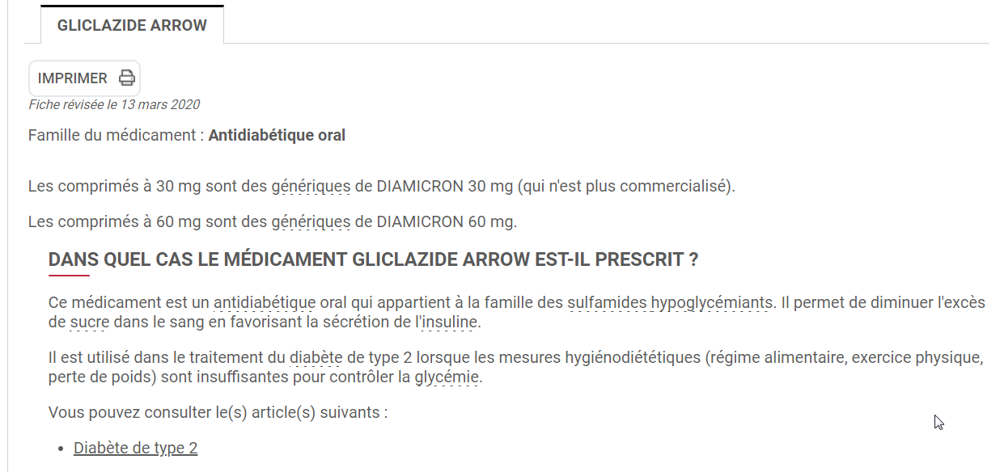 GLICLAZIDE ARROW
IMPRIMER
Fiche révisée le 13 mars 2020
Famille du médicament : Antidiabétique oral
Les comprimés à 30 mg sont des génériques de DIAMICRON 30 mg (qui n'est plus commercialisé).
Les comprimés à 60 mg sont des génériques de DIAMICRON 60 mg.
DANS QUEL CAS LE MÉDICAMENT GLICLAZIDE ARROW EST-IL PRESCRIT ?
Ce médicament est un antidiabétique oral qui appartient à la famille des sulfamides hypoglycémiants. Il permet de diminuer l'excès
de sucre dans le sang en favorisant la sécrétion de l'insuline.
Il est utilisé dans le traitement du diabète de type 2 lorsque les mesures hygiénodiététiques (régime alimentaire, exercice physique,
perte de poids) sont insuffisantes pour contrôler la glycémie.
Vous pouvez consulter le(s) article(s) suivants :
• Diabète de type 2